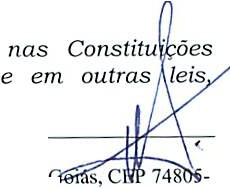 nas Constituições
e em outras leis,
Goiás, CEP 74805-